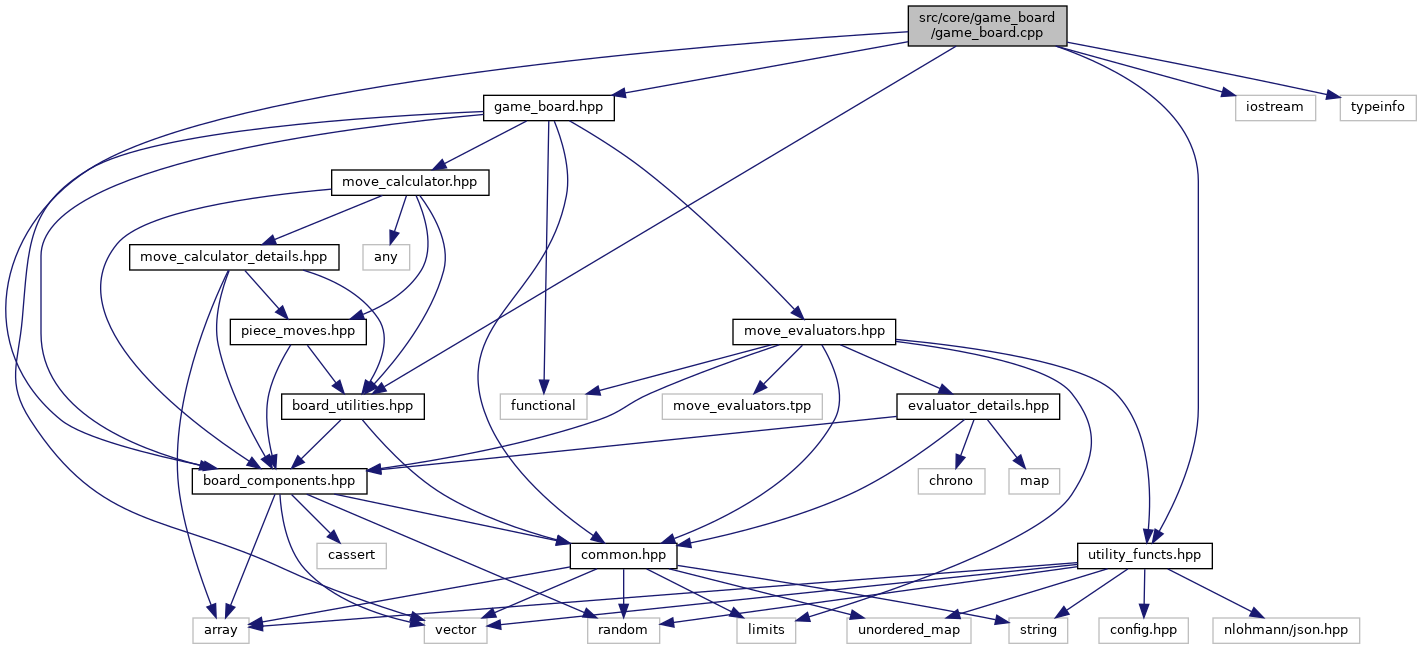 src/core/game_board
/game_board.cpp
game_board.hpp
iostream
typeinfo
move_calculator.hpp
move_calculator_details.hpp
any
piece_moves.hpp
move_evaluators.hpp
board_utilities.hpp
functional
move_evaluators.tpp
evaluator_details.hpp
board_components.hpp
chrono
map
cassert
common.hpp
utility_functs.hpp
array
vector
random
limits
unordered_map
string
config.hpp
nlohmann/json.hpp